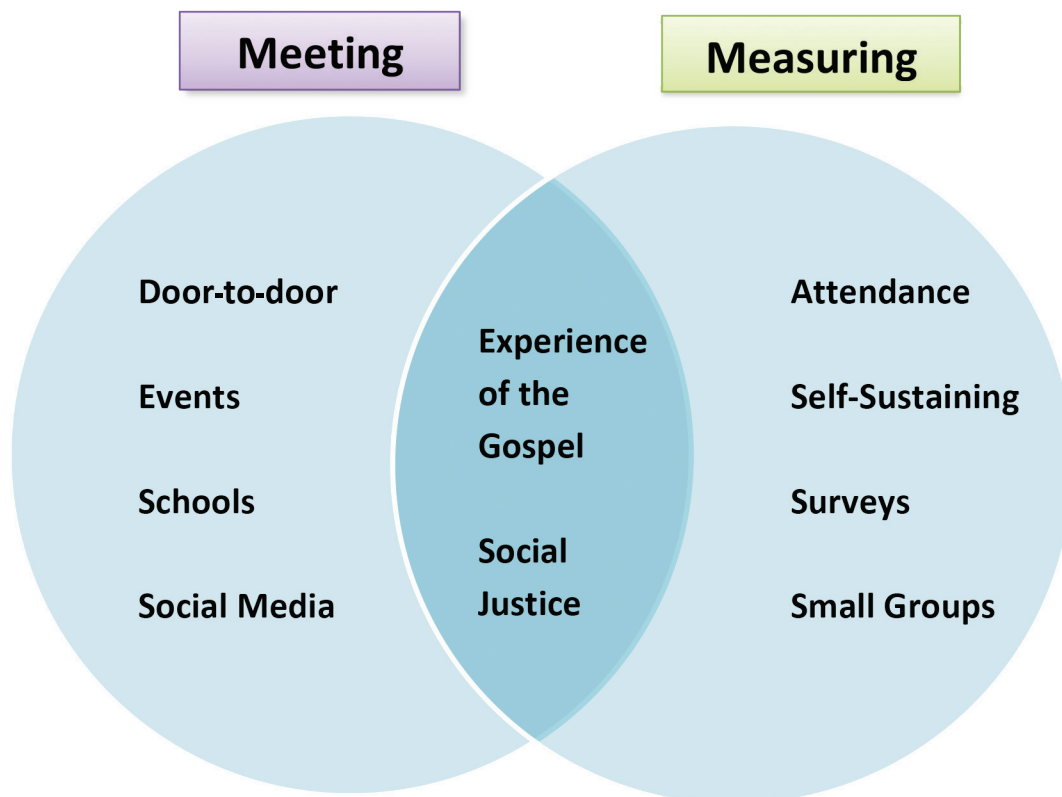 Meeting
Measuring
Door-to-door
Events
Schools
Social Media
Experience
of the
Gospel
Social
Justice
Attendance
Self-Sustaining
Surveys
Small Groups